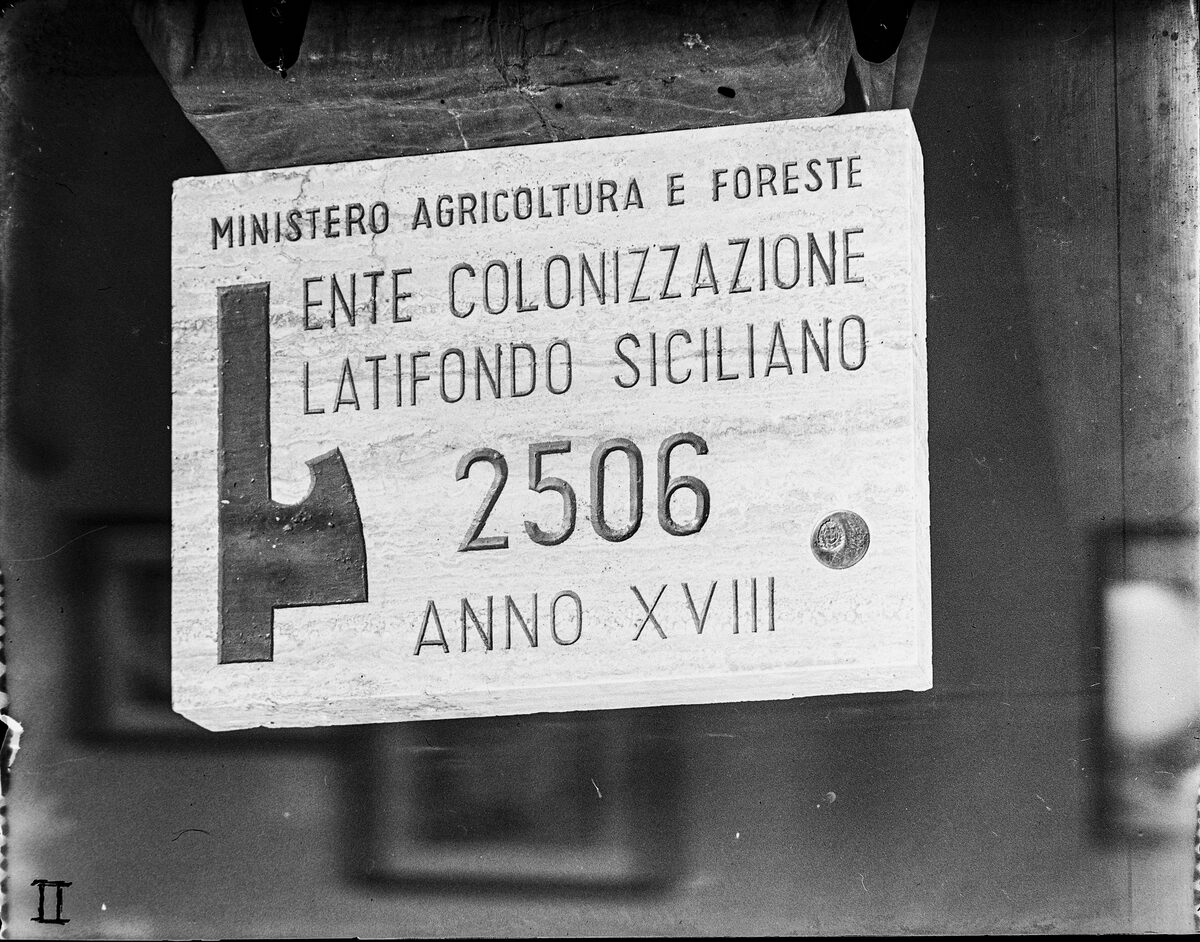 MINISTERO AGRICOLTURA E FORESTE
ENTE COLONIZZAZIONE
LATIFONDO SICILIANO
2506
ANNO XVIII
II